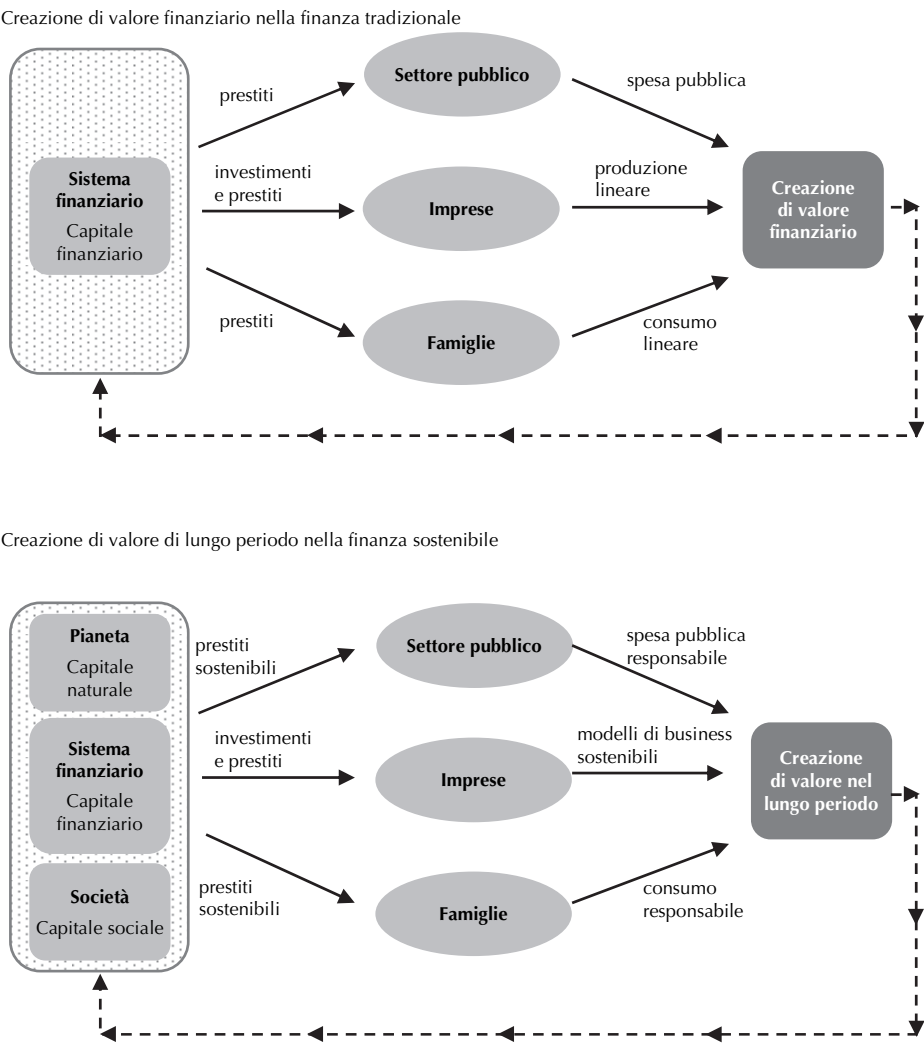 Creazione di valore finanziario nella finanza tradizionale
Sistema
finanziario
Capitale
finanziario
prestiti
investimenti
e prestiti
prestiti
Settore pubblico
Imprese
Famiglie
spesa pubblica
produzione
lineare
consumo
lineare
Creazione
di valore
finanziario
Creazione di valore di lungo periodo nella finanza sostenibile
Pianeta
Capitale
naturale
Sistema
finanziario
Capitale
finanziario
Società
Capitale sociale
prestiti
sostenibili
investimenti
e prestiti
prestiti
sostenibili
Settore pubblico
Imprese
Famiglie
spesa pubblica
responsabile
modelli di business
sostenibili
consumo
responsabile
Creazione
di valore nel
lungo periodo